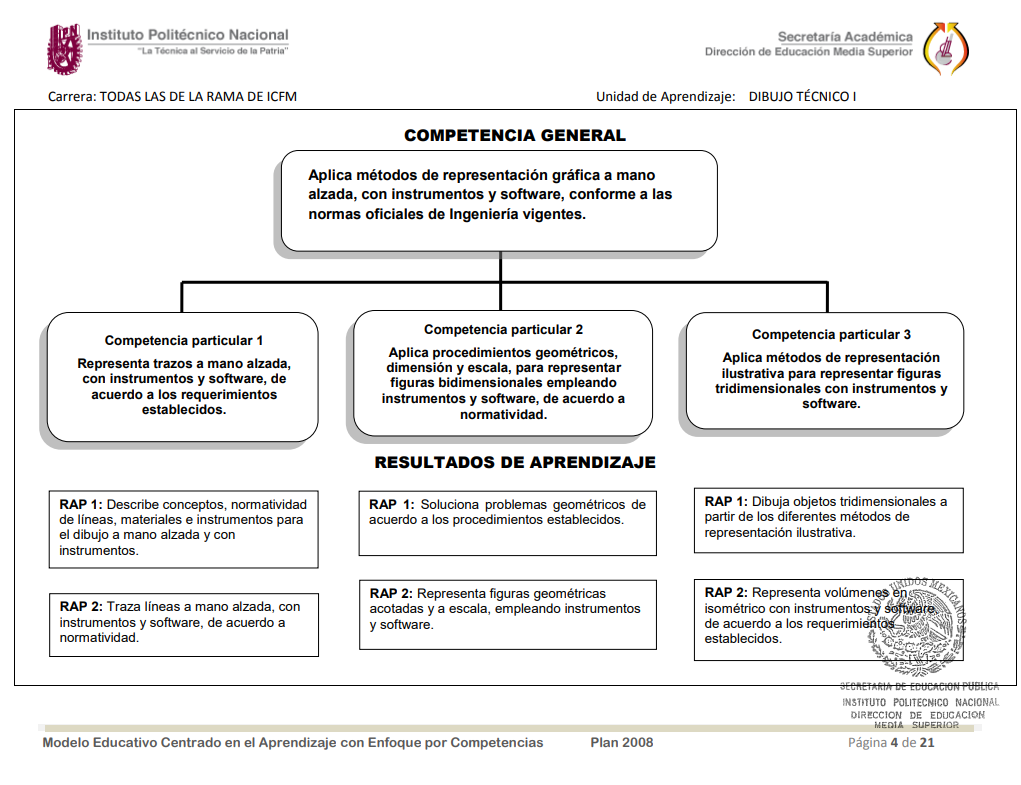 Instituto Politécnico Nacional
"La Técnica al Servicio de la Patria"
Secretaría Académica
Dirección de Educación Media Superior
Carrera: TODAS LAS DE LA RAMA DE ICFM
Unidad de Aprendizaje: DIBUJO TÉCNICO I
COMPETENCIA GENERAL
Aplica métodos de representación gráfica a mano
alzada, con instrumentos y software, conforme a las
normas oficiales de Ingeniería vigentes.
Competencia particular 1
Representa trazos a mano alzada,
con instrumentos y software, de
acuerdo a los requerimientos
establecidos.
Competencia particular 2
Aplica procedimientos geométricos,
dimensión y escala, para representar
figuras bidimensionales empleando
instrumentos y software, de acuerdo a
normatividad.
Competencia particular 3
Aplica métodos de representación
ilustrativa para representar figuras
tridimensionales con instrumentos y
software.
RESULTADOS DE APRENDIZAJE
RAP 1: Describe conceptos, normatividad
de líneas, materiales e instrumentos para
el dibujo a mano alzada y con
instrumentos.
RAP 2: Traza líneas a mano alzada, con
instrumentos y software, de acuerdo a
normatividad.
RAP 1: Soluciona problemas geométricos de
acuerdo a los procedimientos establecidos.
RAP 2: Representa figuras geométricas
acotadas y a escala, empleando instrumentos
y software.
RAP 1: Dibuja objetos tridimensionales a
partir de los diferentes métodos de
representación ilustrativa.
RAP 2: Representa volúmenes en
isométrico con instrumentos y software,
de acuerdo a los requerimientos
establecidos.
UNIDOS MEXICANOS
SECRETARIA DE EDUCACION PUBLICA
INSTITUTO POLITECNICO NACIONAL
DIRECCION DE EDUCACION
MEDIA SUPERIOR
Modelo Educativo Centrado en el Aprendizaje con Enfoque por Competencias
Plan 2008
Página 4 de 21